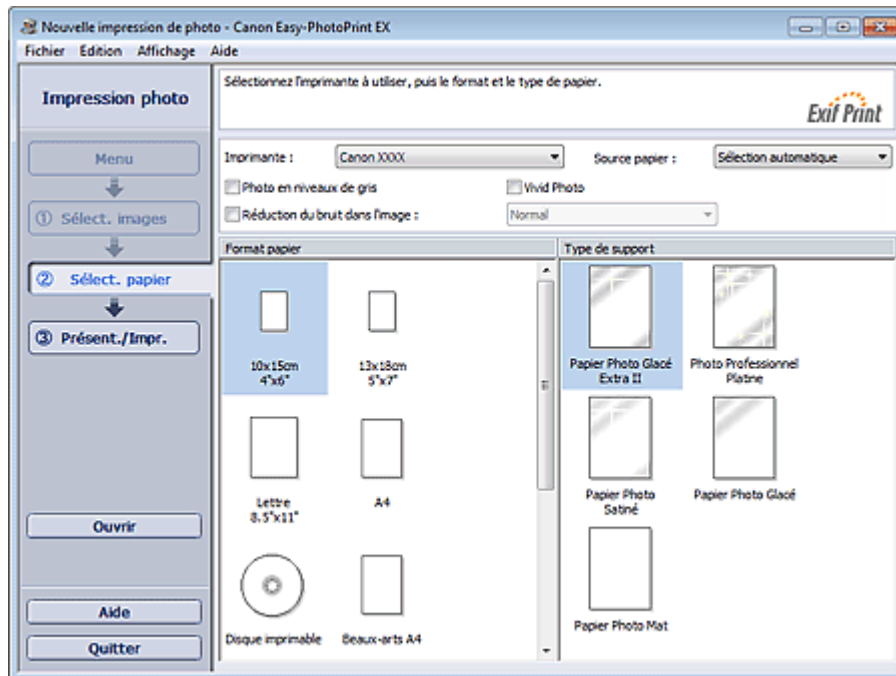 Nouvelle impression de photo - Canon Easy-PhotoPrint EX
Fichier Edition Affichage Aide
Impression photo
Sélectionnez l'imprimante à utiliser, puis le format et le type de papier.
Exif Print
Menu
① Sélect. images
② Sélect. papier
③ Présent./Impr.
Ouvrir
Aide
Quitter
Imprimante : Canon XXXX Source papier : Sélection automatique
Photo en niveaux de gris Vivid Photo
Réduction du bruit dans l'image : Normal
Format papier
10x15cm
4"x6"
13x18cm
5"x7"
Lettre
8.5"x11"
A4
Disque imprimable
Beaux-arts A4
Type de support
Papier Photo Glacé
Extra II
Photo Professionnel
Platine
Papier Photo
Satiné
Papier Photo Glacé
Papier Photo Mat